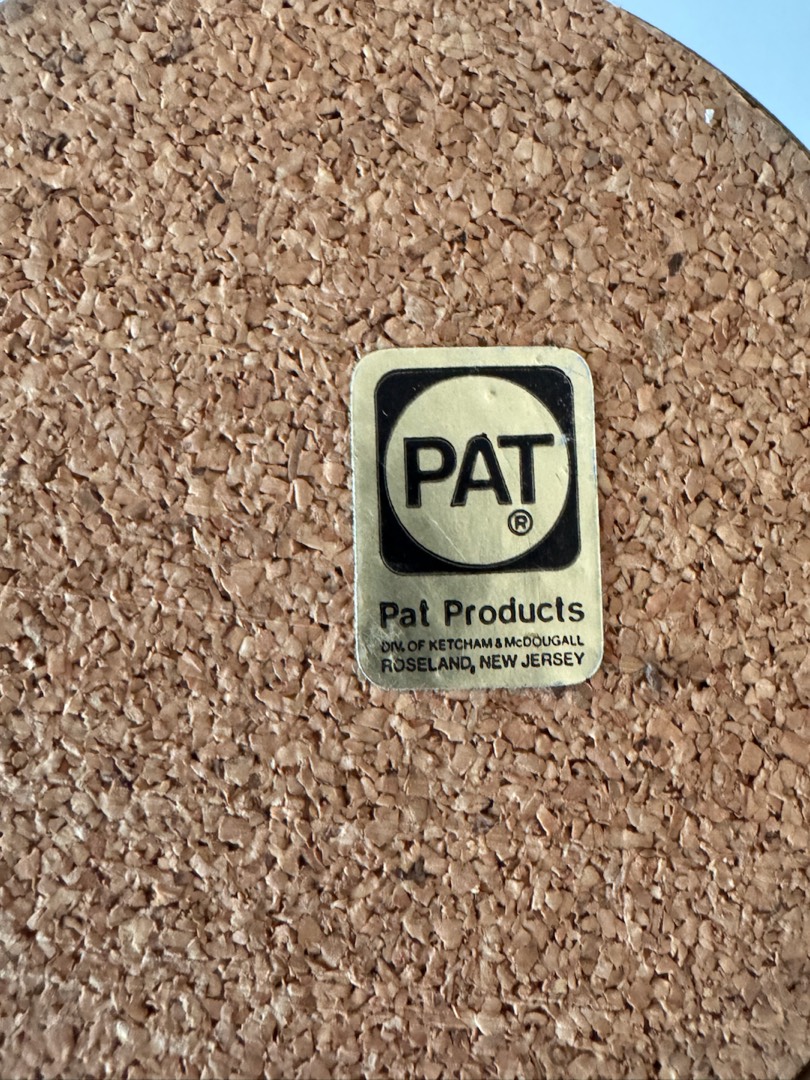 PAT
®
Pat Products
DIV. OF KETCHAM & McDOUGALL
ROSELAND, NEW JERSEY